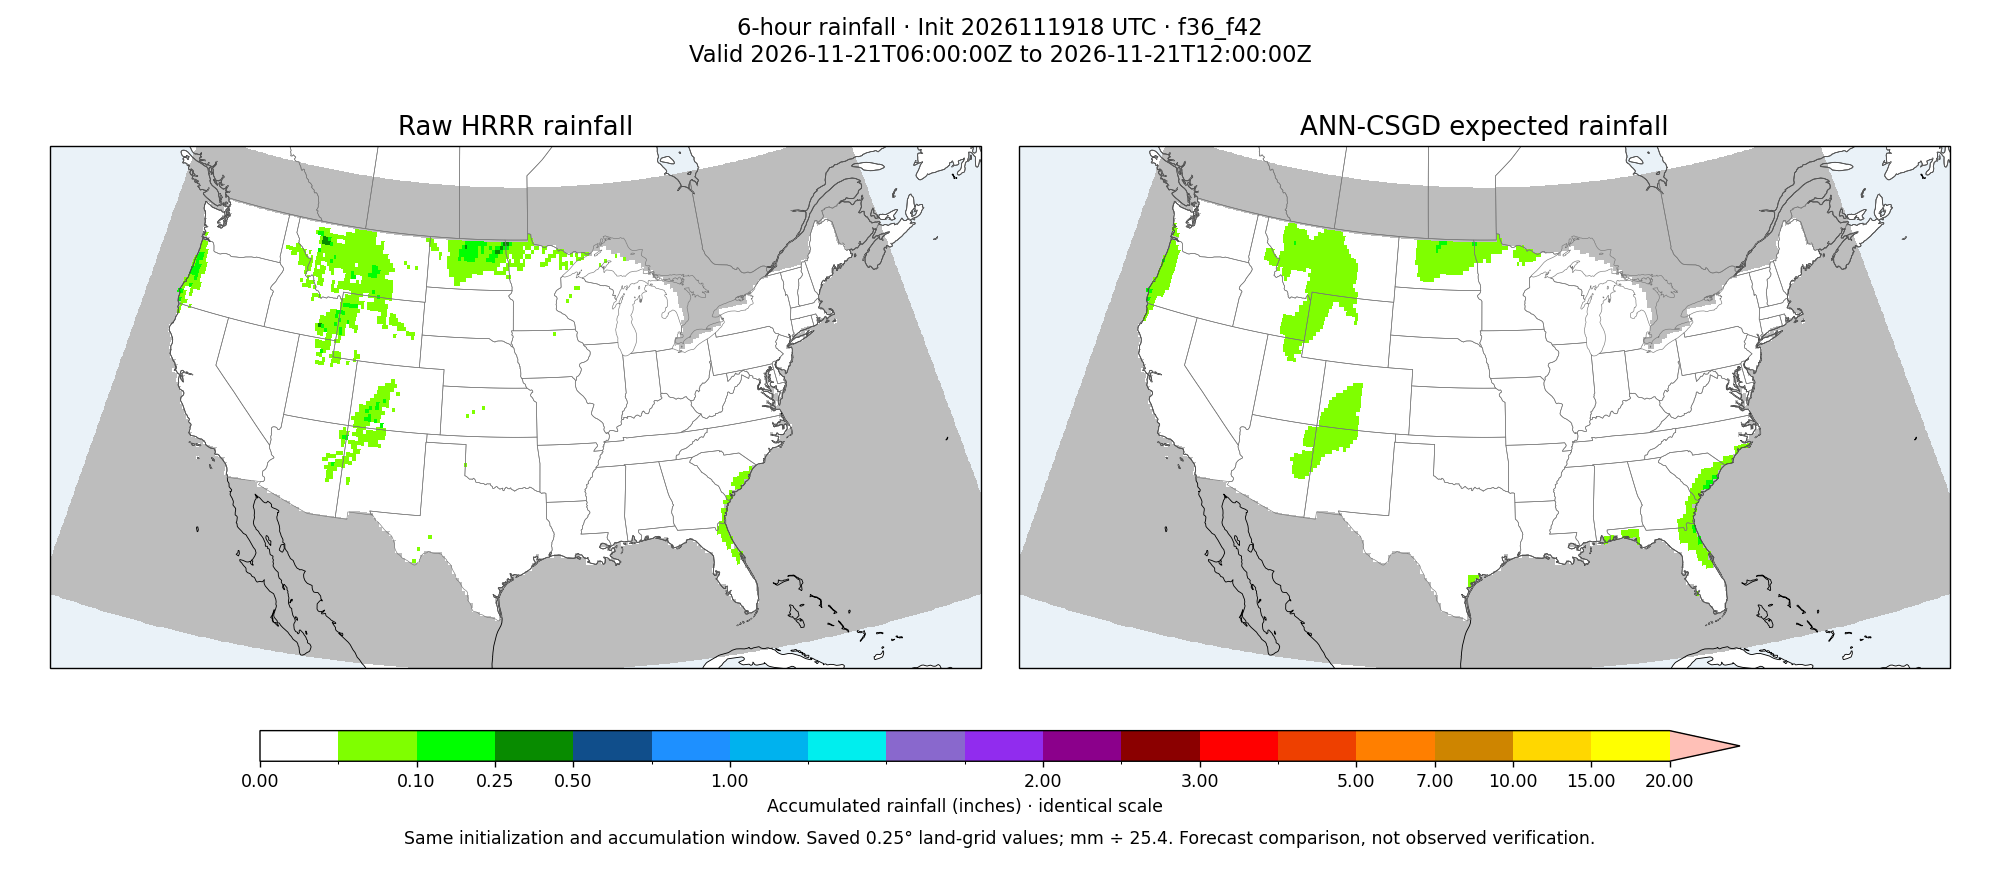 6-hour rainfall · Init 2026111918 UTC · f36_f42
Valid 2026-11-21T06:00:00Z to 2026-11-21T12:00:00Z
Raw HRRR rainfall
ANN-CSGD expected rainfall
0.00 0.10 0.25 0.50 1.00 2.00 3.00 5.00 7.00 10.00 15.00 20.00
Accumulated rainfall (inches) · identical scale
Same initialization and accumulation window. Saved 0.25° land-grid values; mm ÷ 25.4. Forecast comparison, not observed verification.